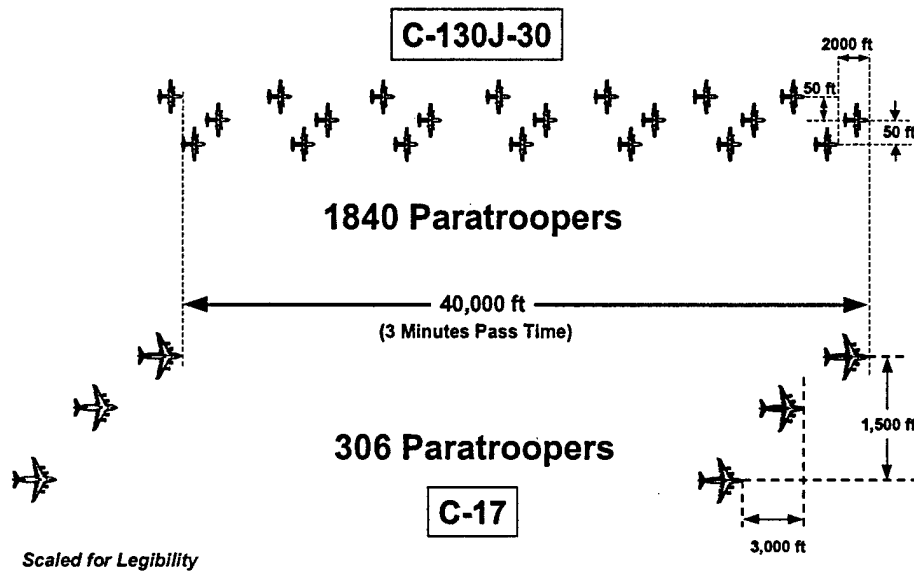 C-130J-30
2000 ft
50 ft
50 ft
1840 Paratroopers
40,000 ft
(3 Minutes Pass Time)
1,500 ft
306 Paratroopers
C-17
3,000 ft
Scaled for Legibility